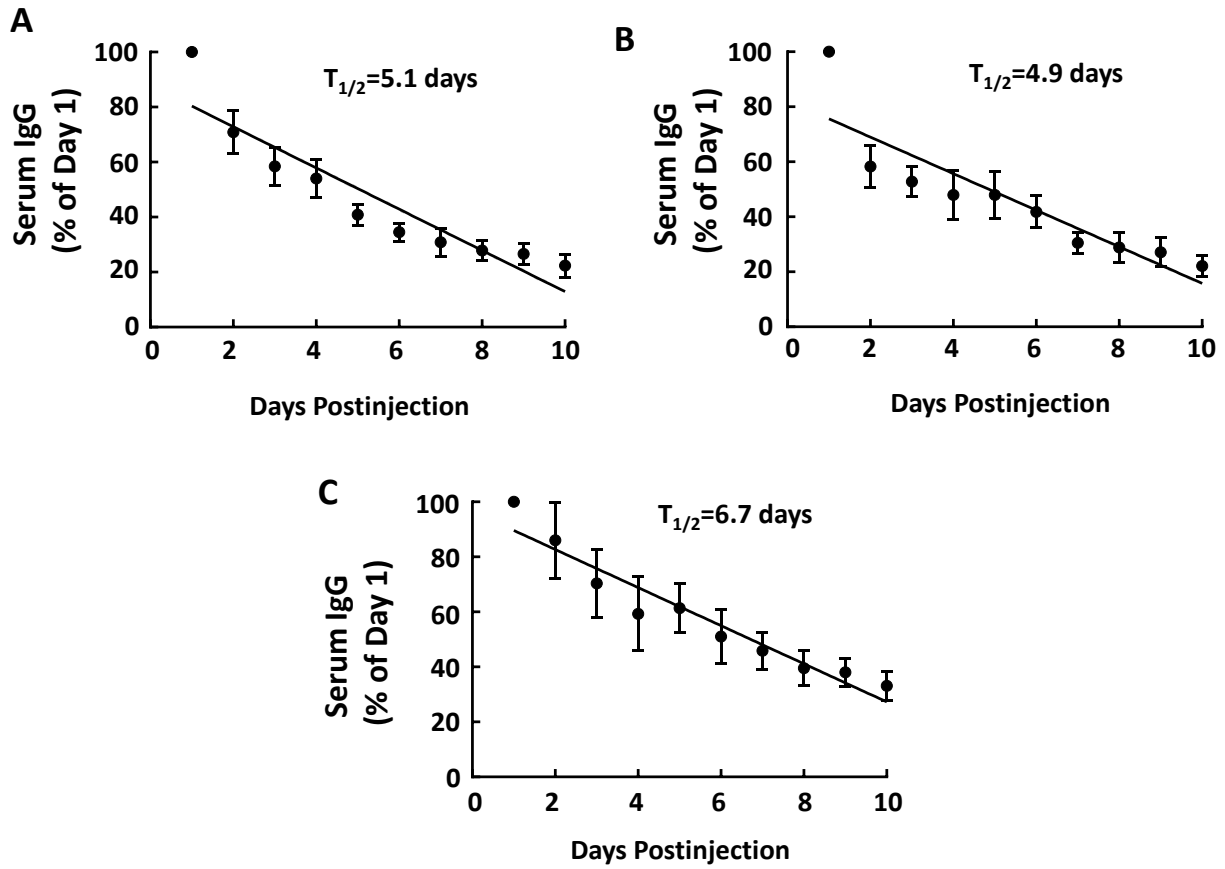 A
T1/2=5.1 days
Serum IgG
(% of Day 1)
100
80
60
40
20
0
0 2 4 6 8 10
Days Postinjection
B
T1/2=4.9 days
Serum IgG
(% of Day 1)
100
80
60
40
20
0
0 2 4 6 8 10
Days Postinjection
C
T1/2=6.7 days
Serum IgG
(% of Day 1)
100
80
60
40
20
0
0 2 4 6 8 10
Days Postinjection